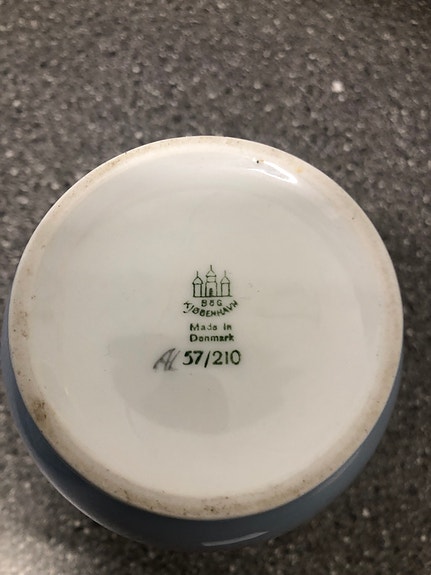 B&G
KJØBENHAVN
Made in
Denmark
57/210